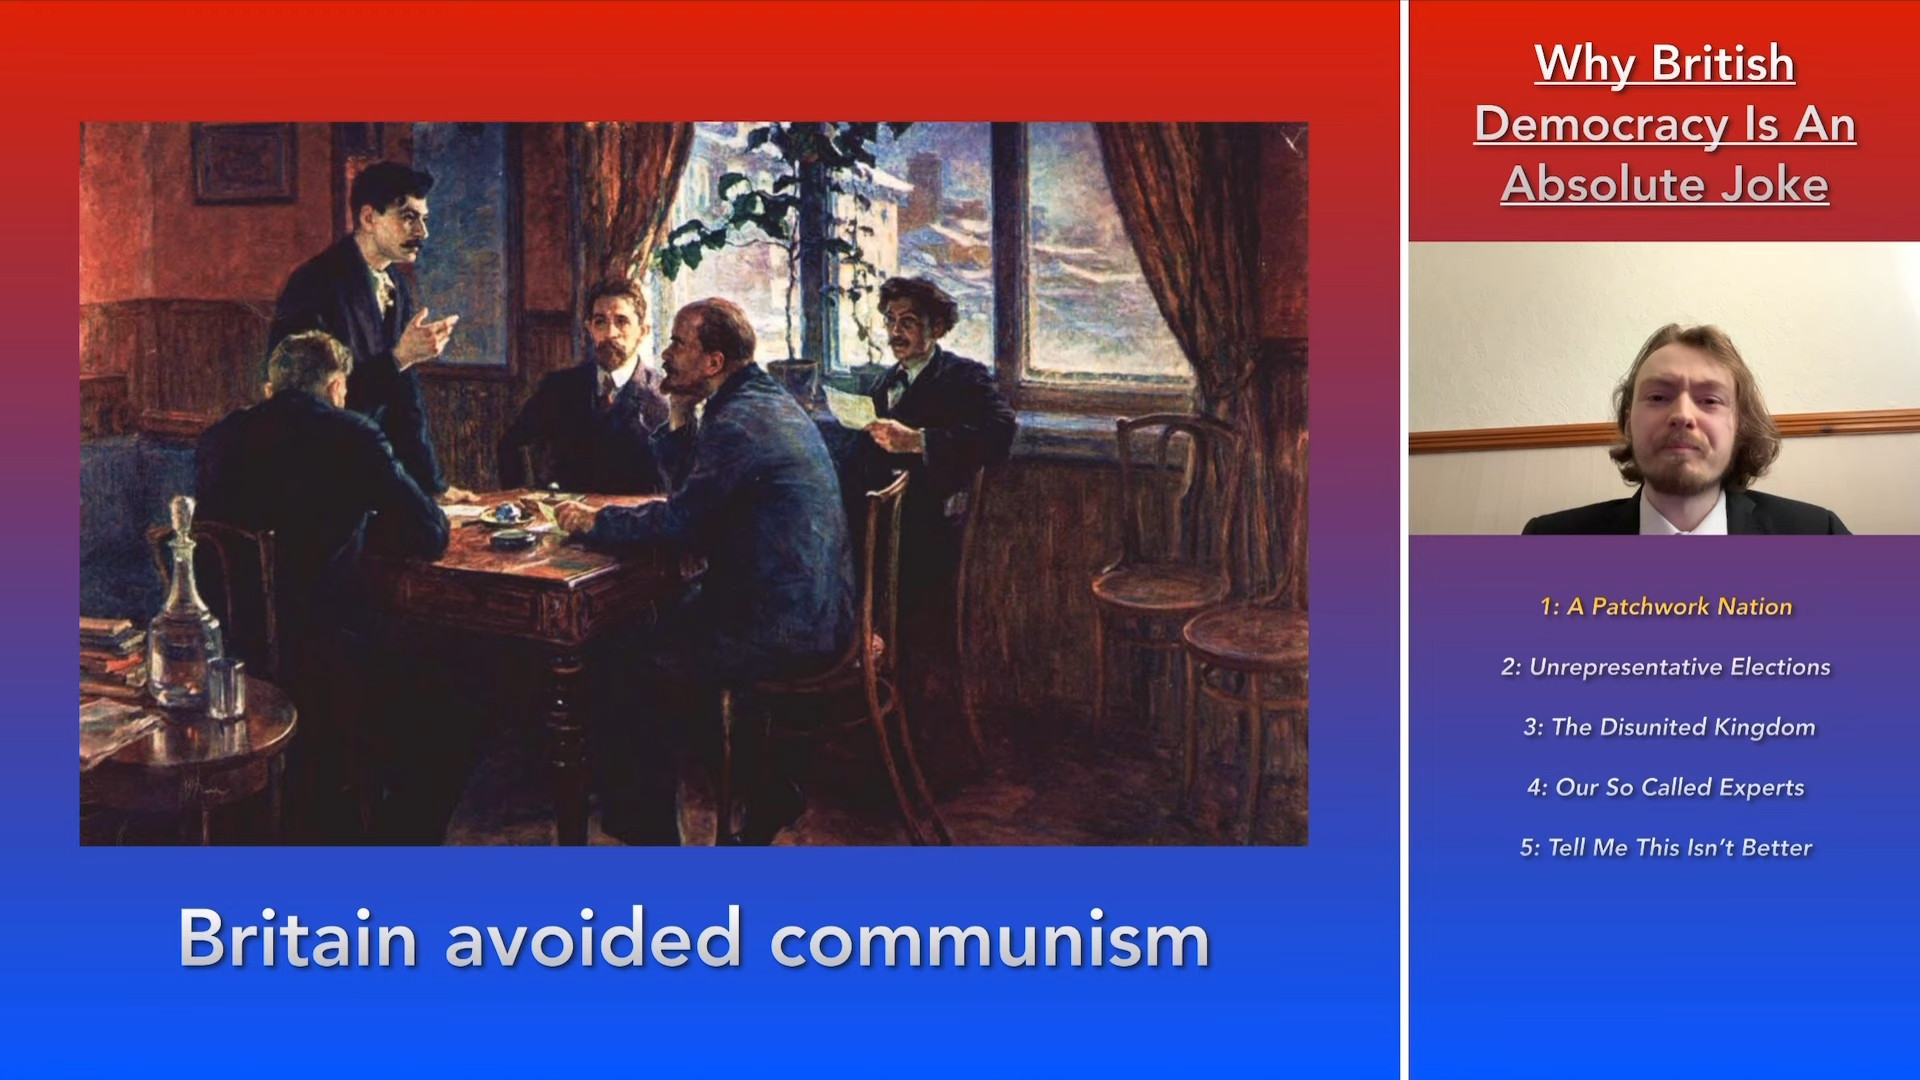 Why British
Democracy Is An
Absolute Joke
1: A Patchwork Nation
2: Unrepresentative Elections
3: The Disunited Kingdom
4: Our So Called Experts
5: Tell Me This Isn’t Better
Britain avoided communism